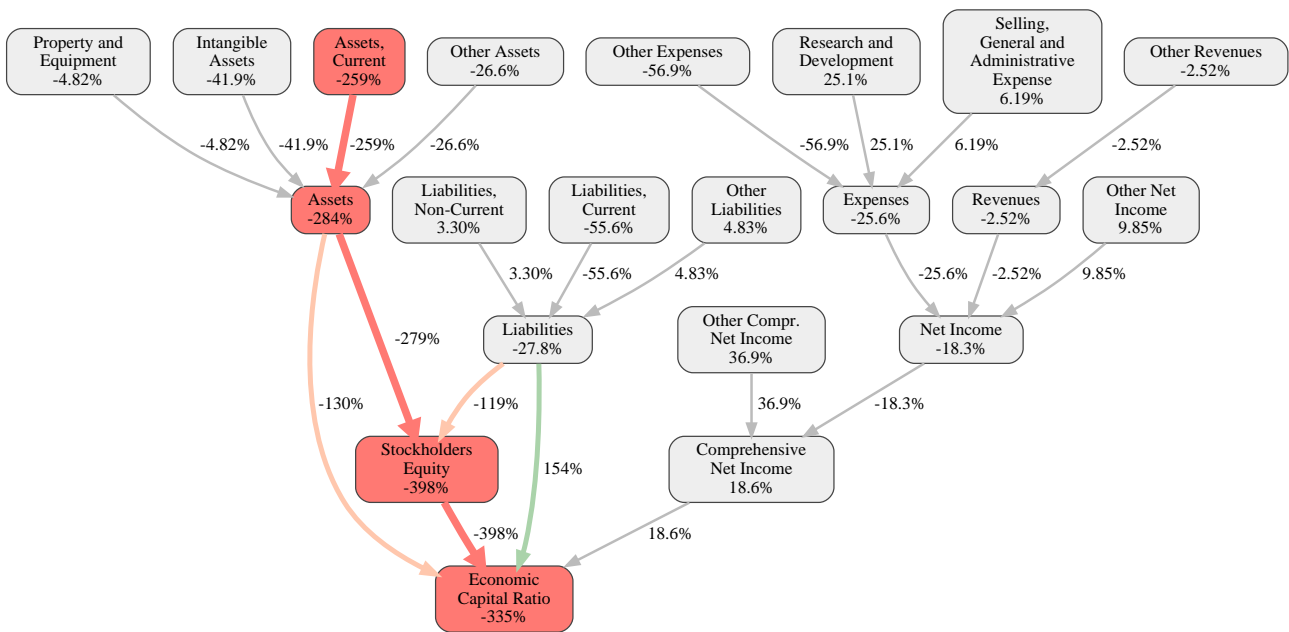 Property and
Equipment
-4.82%
Intangible
Assets
-41.9%
Assets,
Current
-259%
Other Assets
-26.6%
Other Expenses
-56.9%
Research and
Development
25.1%
Selling,
General and
Administrative
Expense
6.19%
Other Revenues
-2.52%
-4.82%
-41.9%
-259%
-26.6%
-56.9%
25.1%
6.19%
-2.52%
Assets
-284%
Liabilities,
Non-Current
3.30%
Liabilities,
Current
-55.6%
Other
Liabilities
4.83%
Expenses
-25.6%
Revenues
-2.52%
Other Net
Income
9.85%
3.30%
-55.6%
4.83%
-25.6%
-2.52%
9.85%
-279%
Liabilities
-27.8%
Other Compr.
Net Income
36.9%
Net Income
-18.3%
-130%
-119%
36.9%
-18.3%
Stockholders
Equity
-398%
154%
Comprehensive
Net Income
18.6%
-398%
18.6%
Economic
Capital Ratio
-335%